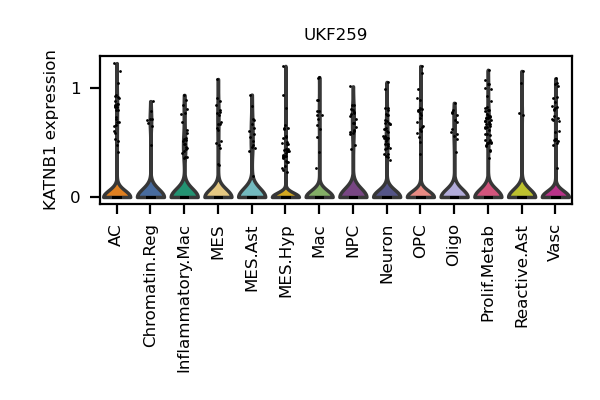 UKF259
KATNB1 expression
1
0
AC
Chromatin.Reg
Inflammatory.Mac
MES
MES.Ast
MES.Hyp
Mac
NPC
Neuron
OPC
Oligo
Prolif.Metab
Reactive.Ast
Vasc